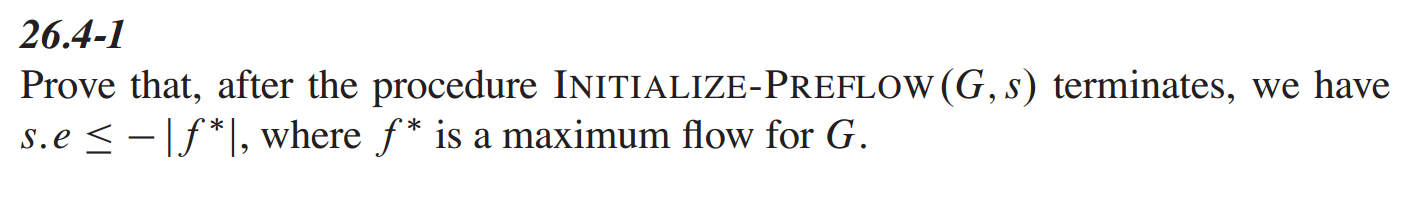 26.4-1
Prove that, after the procedure INITIALIZE-PREFLOW(G, s) terminates, we have
s.e ≤ −|f*|, where f* is a maximum flow for G.